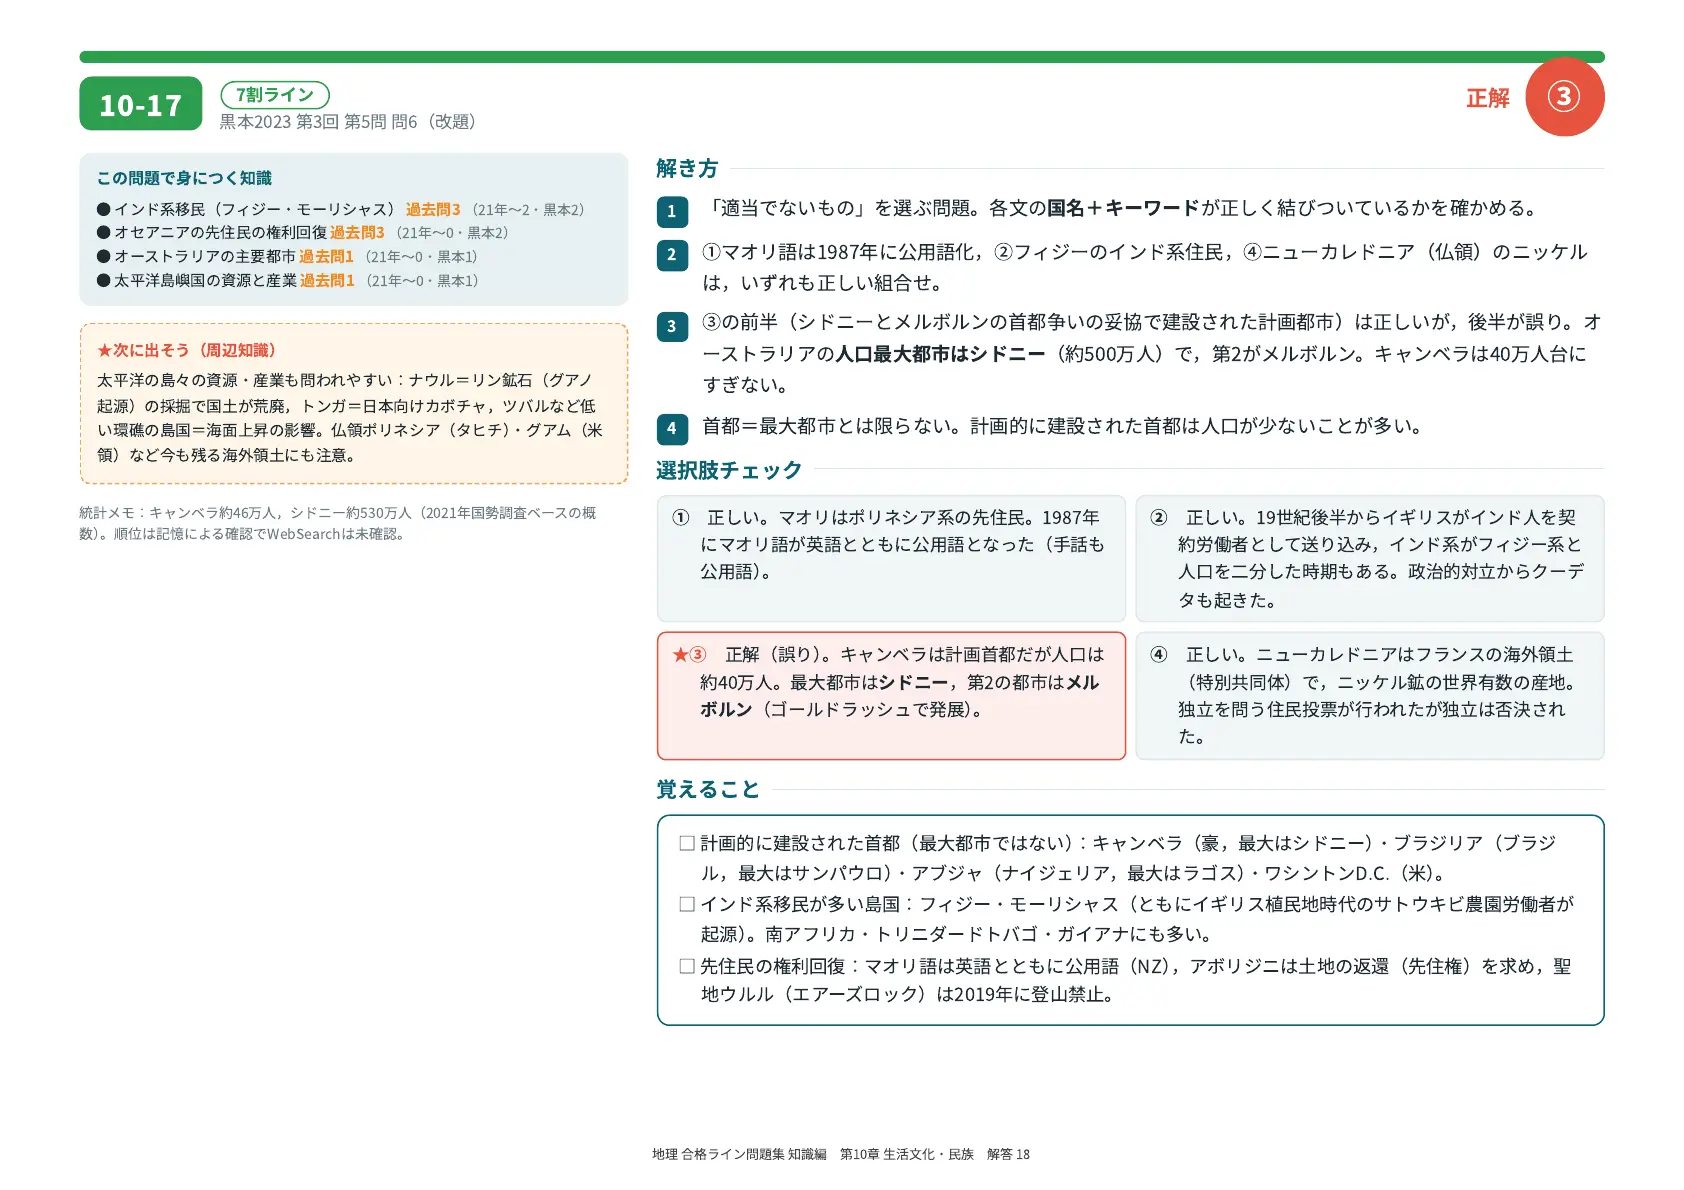 10-17
7割ライン
黒本2023 第3回 第5問 問6（改題）
正解 ③
この問題で身につく知識
● インド系移民（フィジー・モーリシャス） 過去問3 （21年〜2・黒本2）
● オセアニアの先住民の権利回復 過去問3 （21年〜0・黒本2）
● オーストラリアの主要都市 過去問1 （21年〜0・黒本1）
● 太平洋島嶼国の資源と産業 過去問1 （21年〜0・黒本1）
★次に出そう（周辺知識）
太平洋の島々の資源・産業も問われやすい：ナウル＝リン鉱石（グアノ
起源）の採掘で国土が荒廃，トンガ＝日本向けカボチャ，ツバルなど低
い環礁の島国＝海面上昇の影響。仏領ポリネシア（タヒチ）・グアム（米
領）など今も残る海外領土にも注意。
統計メモ：キャンベラ約46万人，シドニー約530万人（2021年国勢調査ベースの概
数）。順位は記憶による確認でWebSearchは未確認。
解き方
1 「適当でないもの」を選ぶ問題。各文の国名＋キーワードが正しく結びついているかを確かめる。
2 ①マオリ語は1987年に公用語化，②フィジーのインド系住民，④ニューカレドニア（仏領）のニッケル
は，いずれも正しい組合せ。
3 ③の前半（シドニーとメルボルンの首都争いの妥協で建設された計画都市）は正しいが，後半が誤り。オ
ーストラリアの人口最大都市はシドニー（約500万人）で，第2がメルボルン。キャンベラは40万人台に
すぎない。
4 首都＝最大都市とは限らない。計画的に建設された首都は人口が少ないことが多い。
選択肢チェック
① 正しい。マオリはポリネシア系の先住民。1987年
にマオリ語が英語とともに公用語となった（手話も
公用語）。
② 正しい。19世紀後半からイギリスがインド人を契
約労働者として送り込み，インド系がフィジー系と
人口を二分した時期もある。政治的対立からクーデ
タも起きた。
★③ 正解（誤り）。キャンベラは計画首都だが人口は
約40万人。最大都市はシドニー，第2の都市はメル
ボルン（ゴールドラッシュで発展）。
④ 正しい。ニューカレドニアはフランスの海外領土
（特別共同体）で，ニッケル鉱の世界有数の産地。
独立を問う住民投票が行われたが独立は否決され
た。
覚えること
□ 計画的に建設された首都（最大都市ではない）：キャンベラ（豪，最大はシドニー）・ブラジリア（ブラジ
ル，最大はサンパウロ）・アブジャ（ナイジェリア，最大はラゴス）・ワシントンD.C.（米）。
□ インド系移民が多い島国：フィジー・モーリシャス（ともにイギリス植民地時代のサトウキビ農園労働者が
起源）。南アフリカ・トリニダードトバゴ・ガイアナにも多い。
□ 先住民の権利回復：マオリ語は英語とともに公用語（NZ），アボリジニは土地の返還（先住権）を求め，聖
地ウルル（エアーズロック）は2019年に登山禁止。
地理 合格ライン問題集 知識編 第10章 生活文化・民族 解答 18